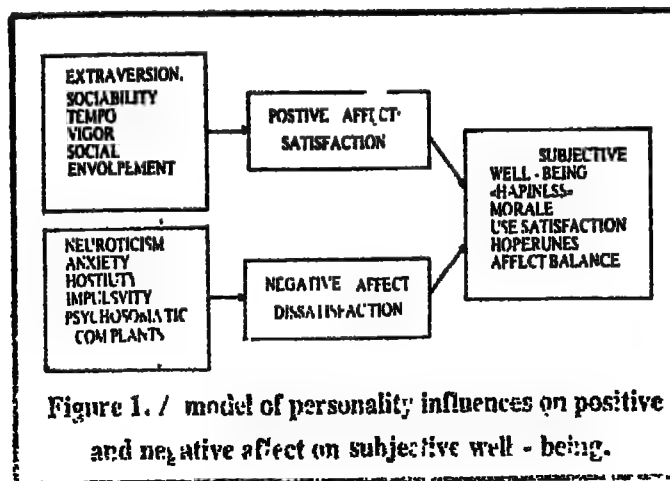 EXTRAVERSION.
SOCIABILITY
TEMPO
VIGOR
SOCIAL
ENVOLPEMENT
POSTIVE AFFECT-
SATISFACTION
SUBJECTIVE
WELL - BEING
«HAPINESS»
MORALE
USE SATISFACTION
HOPERUNES
AFFECT BALANCE
NEUROTICISM
ANXIETY
HOSTILITY
IMPULSVITY
PSYCHOSOMATIC
COMPLANTS
NEGATIVE AFFECT
DISSATISFACTION
Figure 1. / model of personality influences on positive
and negative affect on subjective well - being.